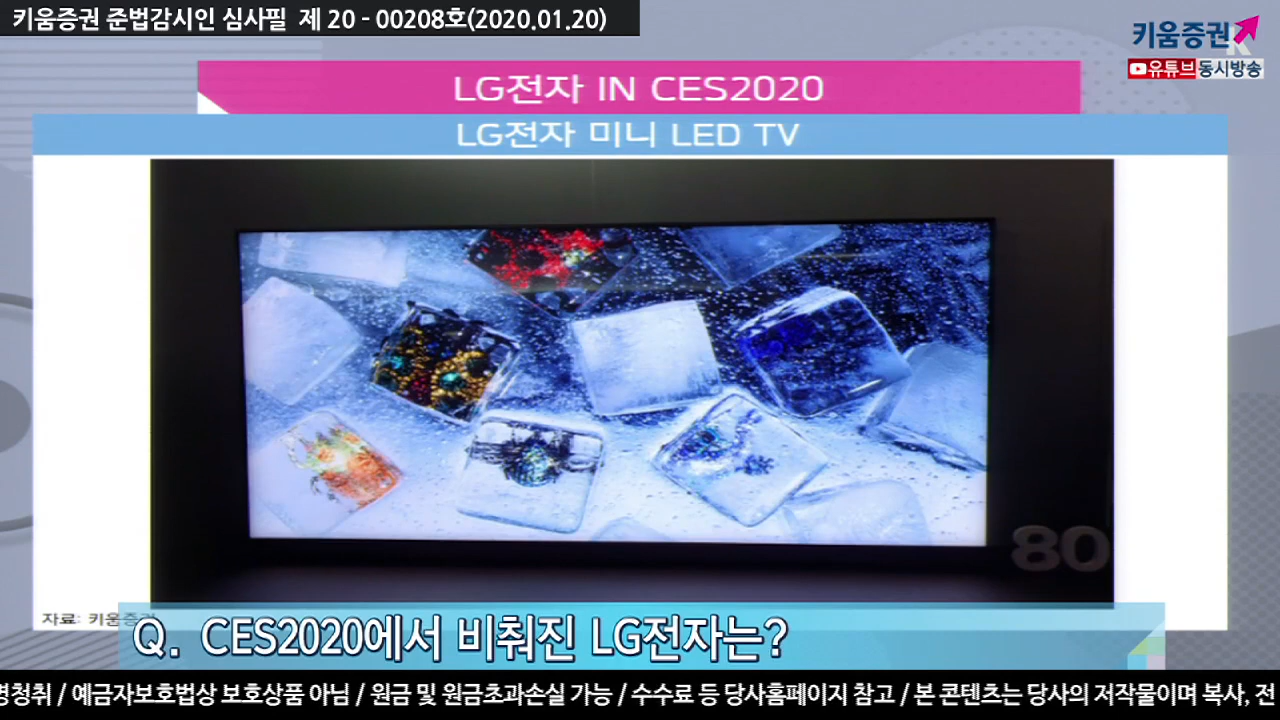 키움증권 준법감시인 심사필 제 20 - 00208호(2020.01.20)
키움증권
유튜브 동시방송
LG전자 IN CES2020
LG전자 미니 LED TV
80
자료: 키움증권
Q. CES2020에서 비춰진 LG전자는?
명청취 / 예금자보호법상 보호상품 아님 / 원금 및 원금초과손실 가능 / 수수료 등 당사홈페이지 참고 / 본 콘텐츠는 당사의 저작물이며 복사, 전